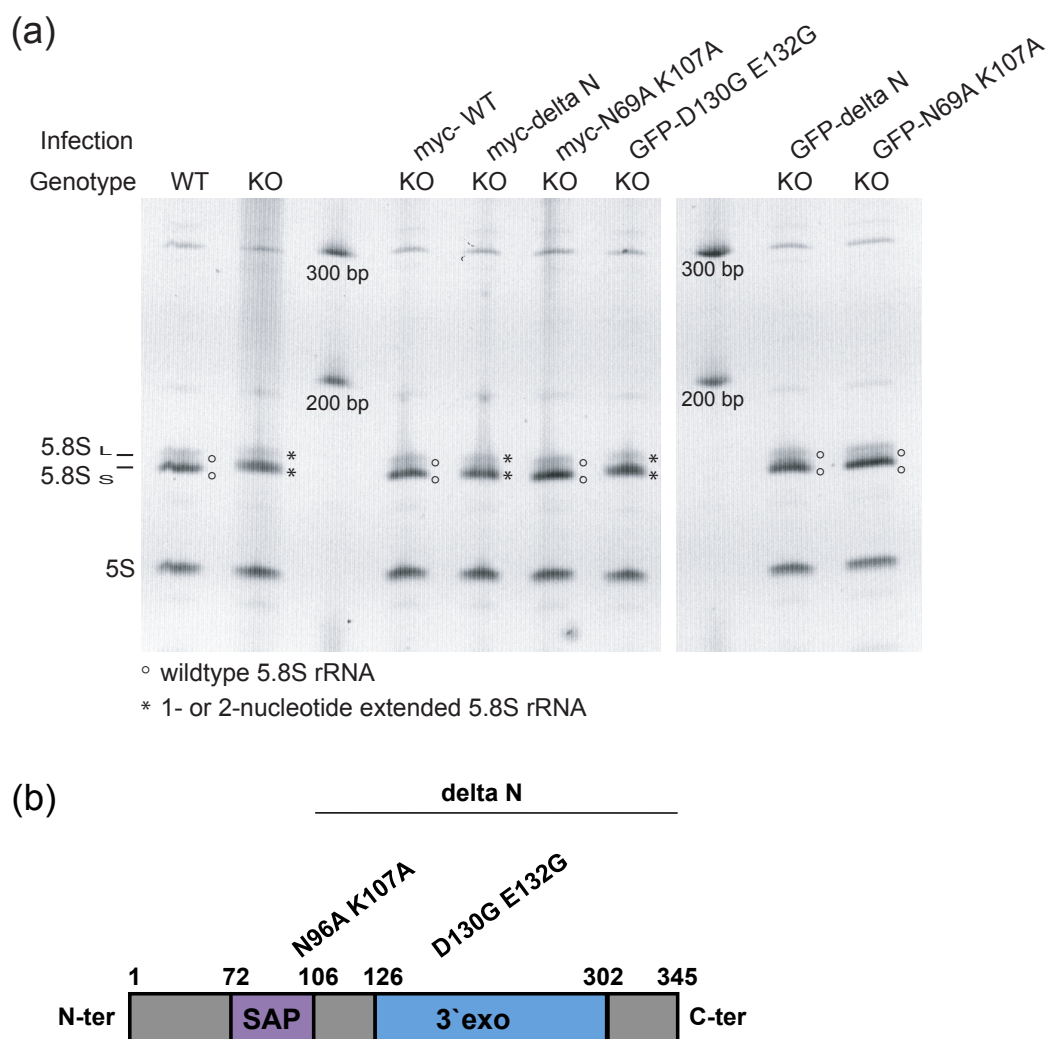 (a)
myc- WT
myc-delta N
myc-N69A K107A
GFP-D130G E132G
GFP-delta N
GFP-N69A K107A
Infection
Genotype WT KO KO KO KO KO KO KO
300 bp 300 bp
200 bp 200 bp
5.8S L
° *
° * ° * °
5.8S S
° *
° * ° * °
5S
° wildtype 5.8S rRNA
* 1- or 2-nucleotide extended 5.8S rRNA
(b)
delta N
N96A K107A D130G E132G
1 72 106 126 302 345
N-ter SAP 3`exo C-ter